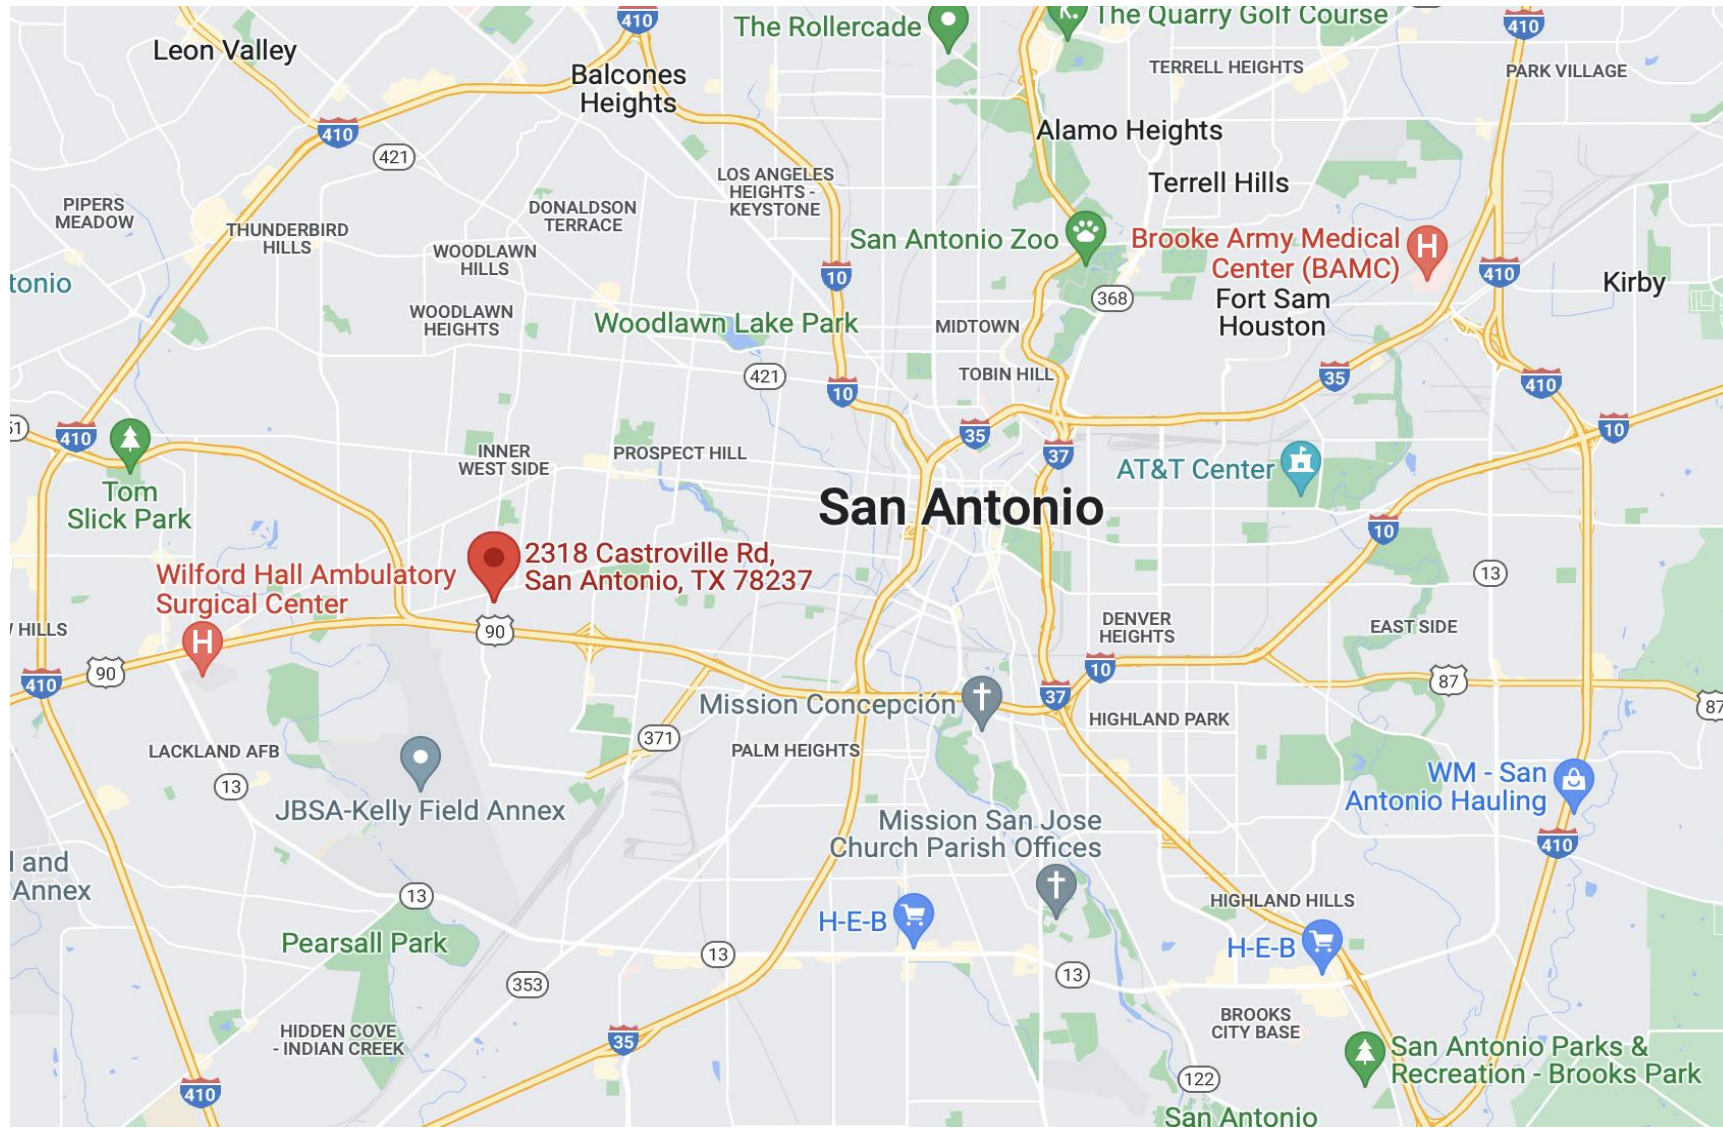 410
The Rollercade
The Quarry Golf Course
410
Leon Valley
Balcones
Heights
TERRELL HEIGHTS
PARK VILLAGE
410
421
Alamo Heights
LOS ANGELES
HEIGHTS -
KEYSTONE
Terrell Hills
PIPERS
MEADOW
THUNDERBIRD
HILLS
DONALDSON
TERRACE
WOODLAWN
HILLS
San Antonio Zoo
Brooke Army Medical
Center (BAMC)
H
410
Kirby
tonio
10
368
Fort Sam
Houston
WOODLAWN
HEIGHTS
Woodlawn Lake Park
MIDTOWN
421
10
TOBIN HILL
35
410
51
410
35
37
10
INNER
WEST SIDE
PROSPECT HILL
AT&T Center
Tom
Slick Park
San Antonio
10
2318 Castroville Rd,
San Antonio, TX 78237
Wilford Hall Ambulatory
Surgical Center
H
13
HILLS
90
DENVER
HEIGHTS
EAST SIDE
410
90
10
87
37
87
Mission Concepción
HIGHLAND PARK
LACKLAND AFB
371
PALM HEIGHTS
13
JBSA-Kelly Field Annex
WM - San
Antonio Hauling
Mission San Jose
Church Parish Offices
410
and
Annex
13
HIGHLAND HILLS
H-E-B
H-E-B
Pearsall Park
13
13
353
BROOKS
CITY BASE
HIDDEN COVE
- INDIAN CREEK
35
San Antonio Parks &
Recreation - Brooks Park
410
122
San Antonio